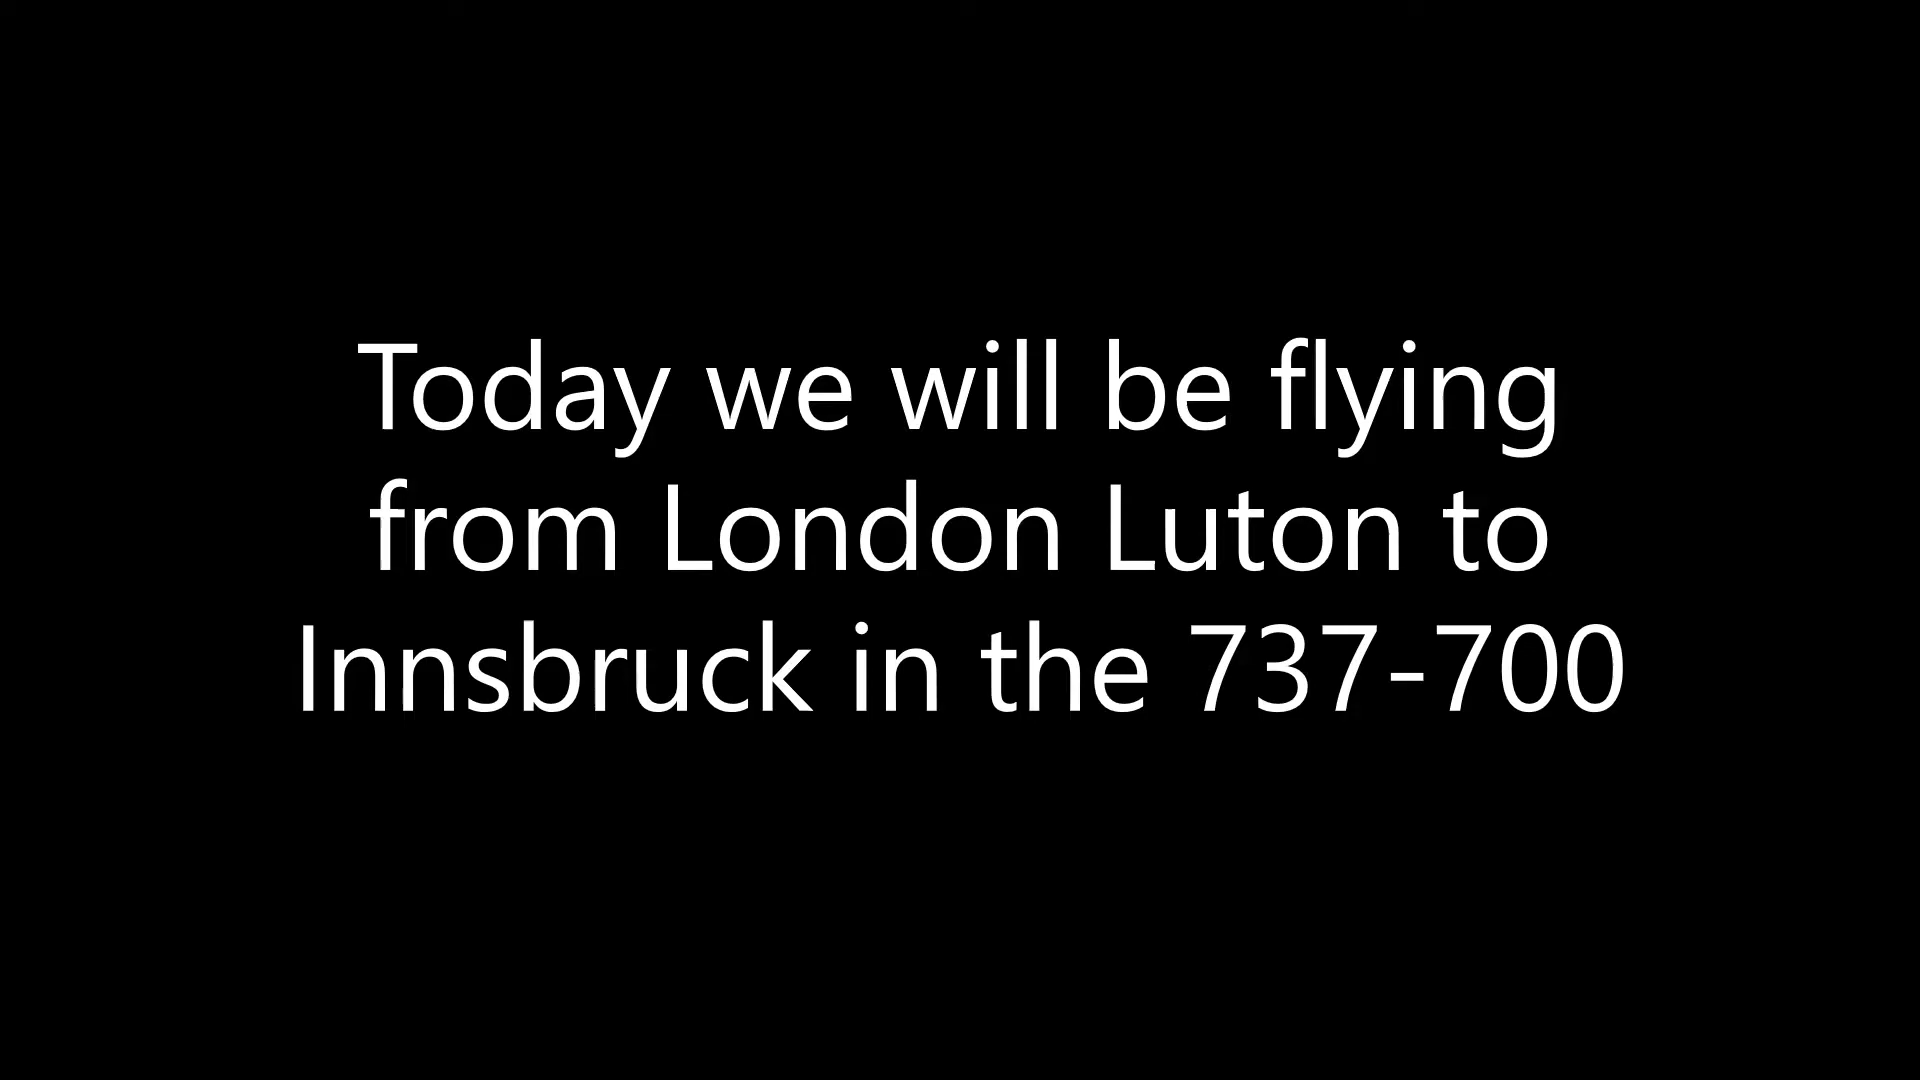 Today we will be flying
from London Luton to
Innsbruck in the 737-700